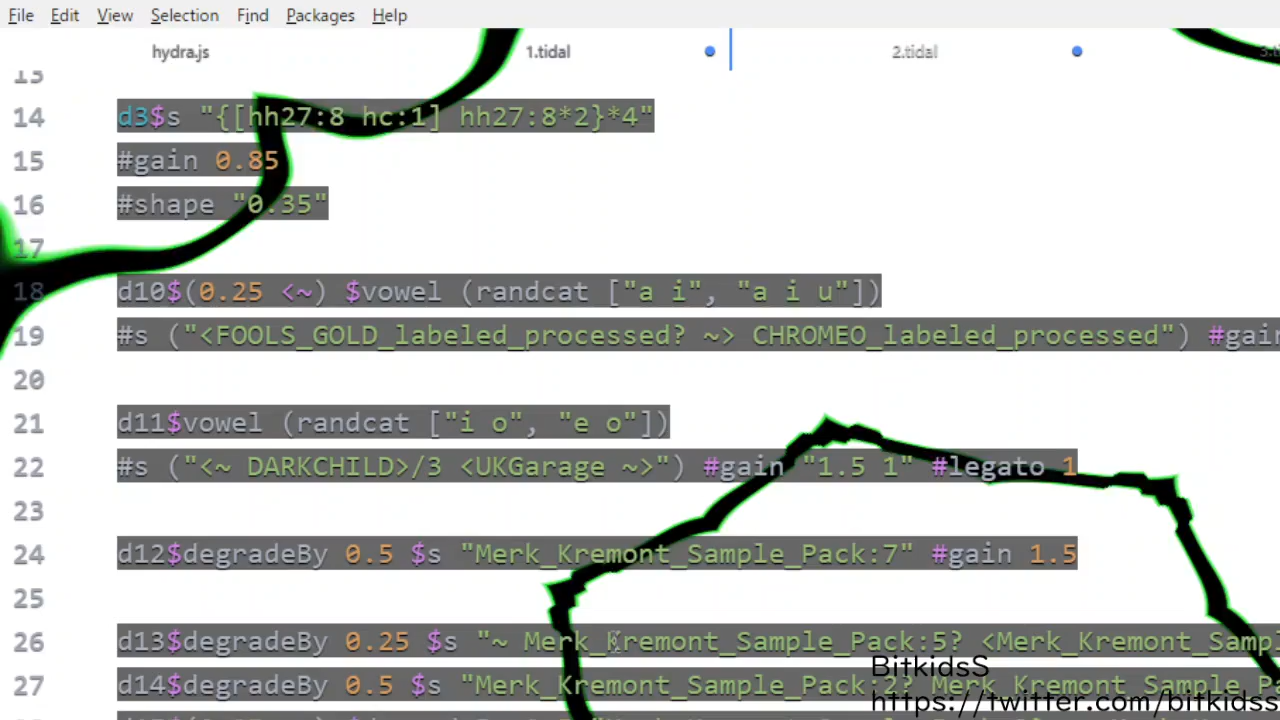 File Edit View Selection Find Packages Help
hydra.js 1.tidal 2.tidal
15
14 d3$s "{[hh27:8 hc:1] hh27:8*2}*4"
15 #gain 0.85
16 #shape "0.35"
17
18 d10$(0.25 <~) $vowel (randcat ["a i", "a i u"])
19 #s ("<FOOLS_GOLD_labeled_processed? ~> CHROMEO_labeled_processed") #gain
20
21 d11$vowel (randcat ["i o", "e o"])
22 #s ("<~ DARKCHILD>/3 <UKGarage ~>") #gain "1.5 1" #legato 1
23
24 d12$degradeBy 0.5 $s "Merk_Kremont_Sample_Pack:7" #gain 1.5
25
26 d13$degradeBy 0.25 $s "~ Merk_Kremont_Sample_Pack:5? <Merk_Kremont_Samp
27 d14$degradeBy 0.5 $s "Merk_Kremont_Sample_Pack:2? Merk_Kremont_Sample_Pa
BitkidsS
https://twitter.com/bitkidss